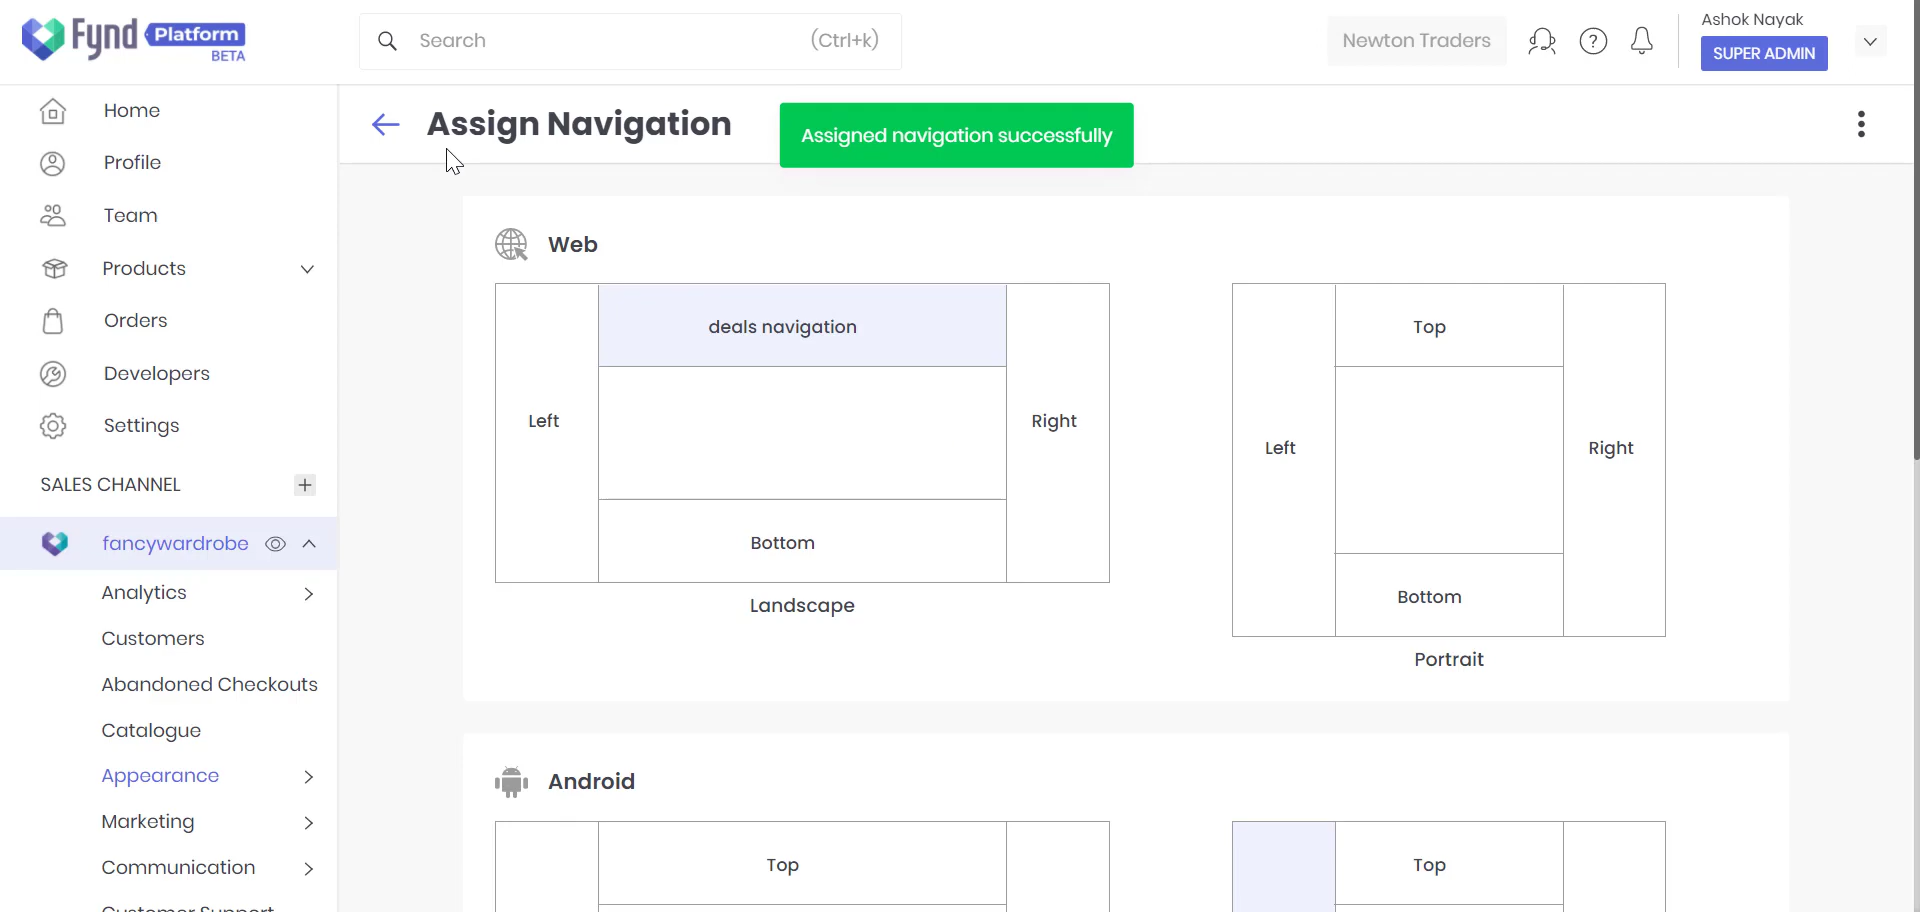 Fynd Platform
BETA
Search (Ctrl+k)
Newton Traders
Ashok Nayak
SUPER ADMIN
Home
Profile
Team
Products
Orders
Developers
Settings
SALES CHANNEL
fancywardrobe
Analytics
Customers
Abandoned Checkouts
Catalogue
Appearance
Marketing
Communication
Customer Support
Assign Navigation
Assigned navigation successfully
Web
deals navigation
Left
Right
Bottom
Landscape
Top
Left
Right
Bottom
Portrait
Android
Top
Top